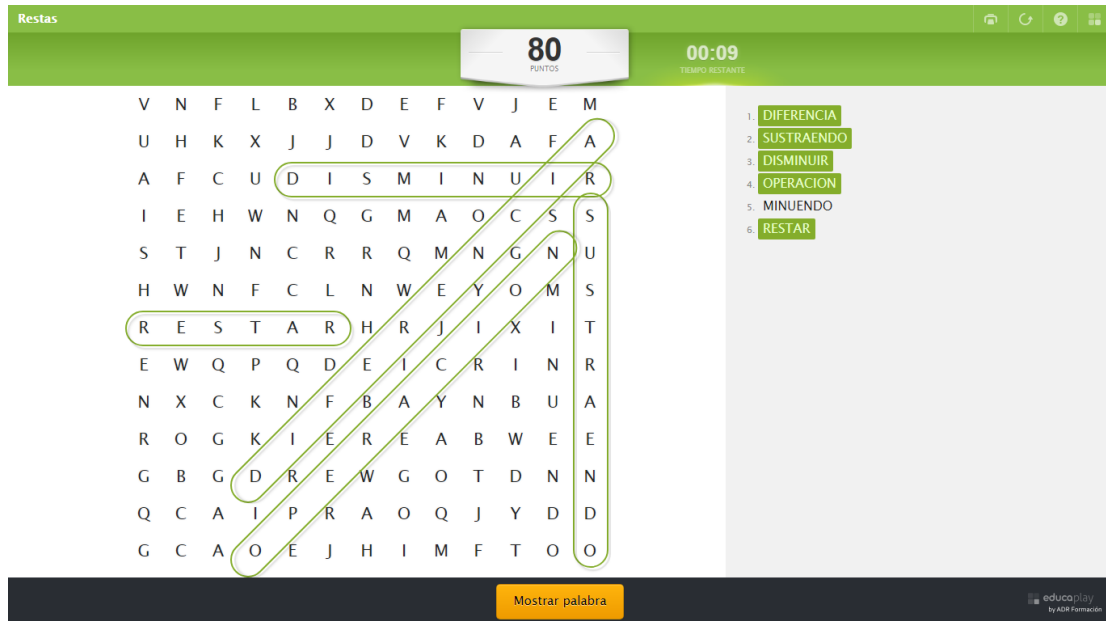 Restas
80
PUNTOS
00:09
TIEMPO RESTANTE
V N F L B X D E F V J E M
U H K X J J D V K D A F A
A F C U D I S M I N U I R
I E H W N Q G M A O C S S
S T J N C R R Q M N G N U
H W N F C L N W E Y O M S
R E S T A R H R J I X I T
E W Q P Q D E I C R I N R
N X C K N F B A Y N B U A
R O G K I E R E A B W E E
G B G D R E W G O T D N N
Q C A I P R A O Q J Y D D
G C A O E J H I M F T O O
1. DIFERENCIA
2. SUSTRAENDO
3. DISMINUIR
4. OPERACION
5. MINUENDO
6. RESTAR
Mostrar palabra
educaplay
by ADR Formación